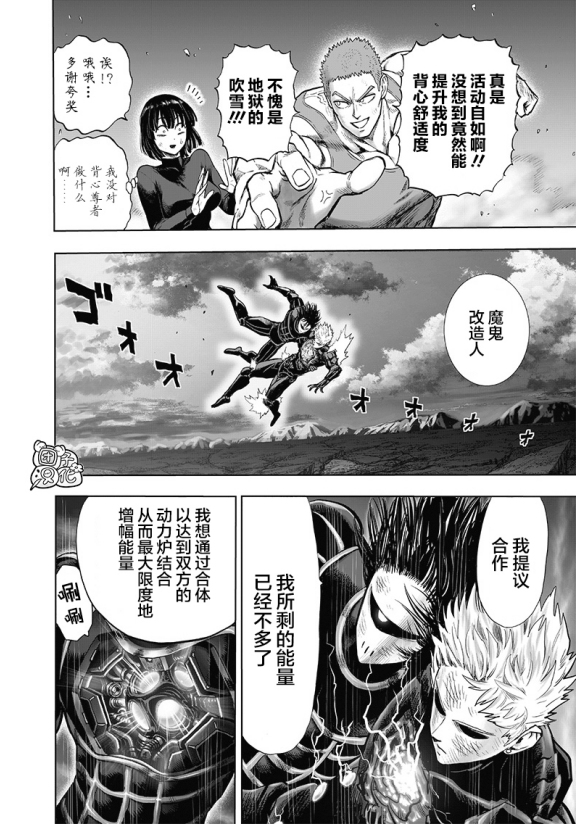 真是
活动自如啊!!
没想到竟然能
提升我的
背心舒适度
不愧是
地狱的
吹雪!!!
诶!?
哦哦…
多谢夸奖
我没对
背心尊者
做什么
啊……
魔鬼
改造人
ゴ
ゴ
ゴ
オ
オ
オ
我提议
合作
我所剩的能量
已经不多了
我想通过合体
以达到双方的
动力炉结合
从而最大限度地
增幅能量
唰
唰